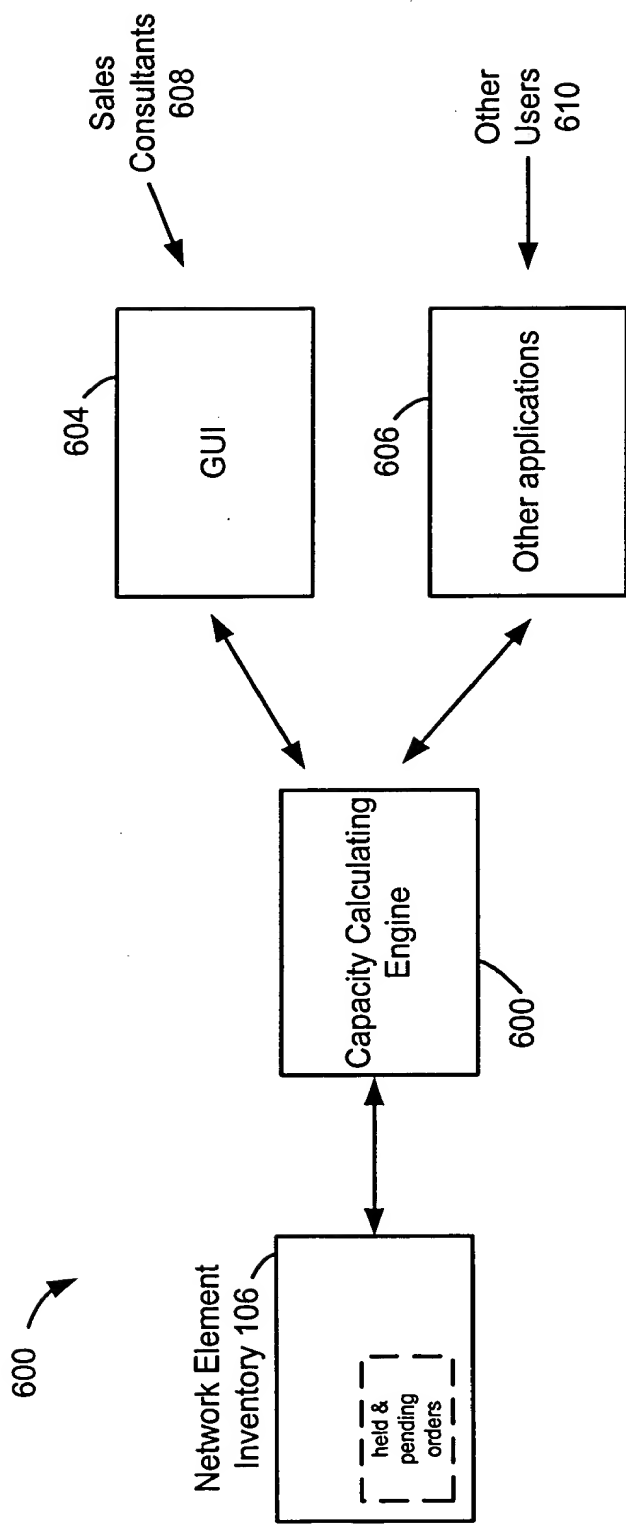 600
Network Element
Inventory 106
held &
pending
orders
Capacity Calculating
Engine
600
604
GUI
Sales
Consultants
608
606
Other applications
Other
Users
610